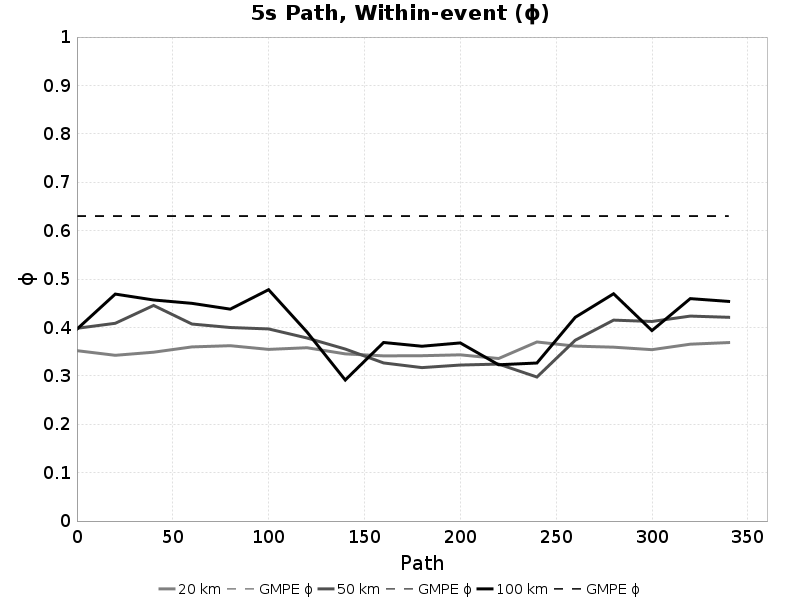 5s Path, Within-event (ϕ)
1
0.9
0.8
0.7
0.6
ϕ
0.5
0.4
0.3
0.2
0.1
0
0 50 100 150 200 250 300 350
Path
20 km GMPE ϕ 50 km GMPE ϕ 100 km GMPE ϕ